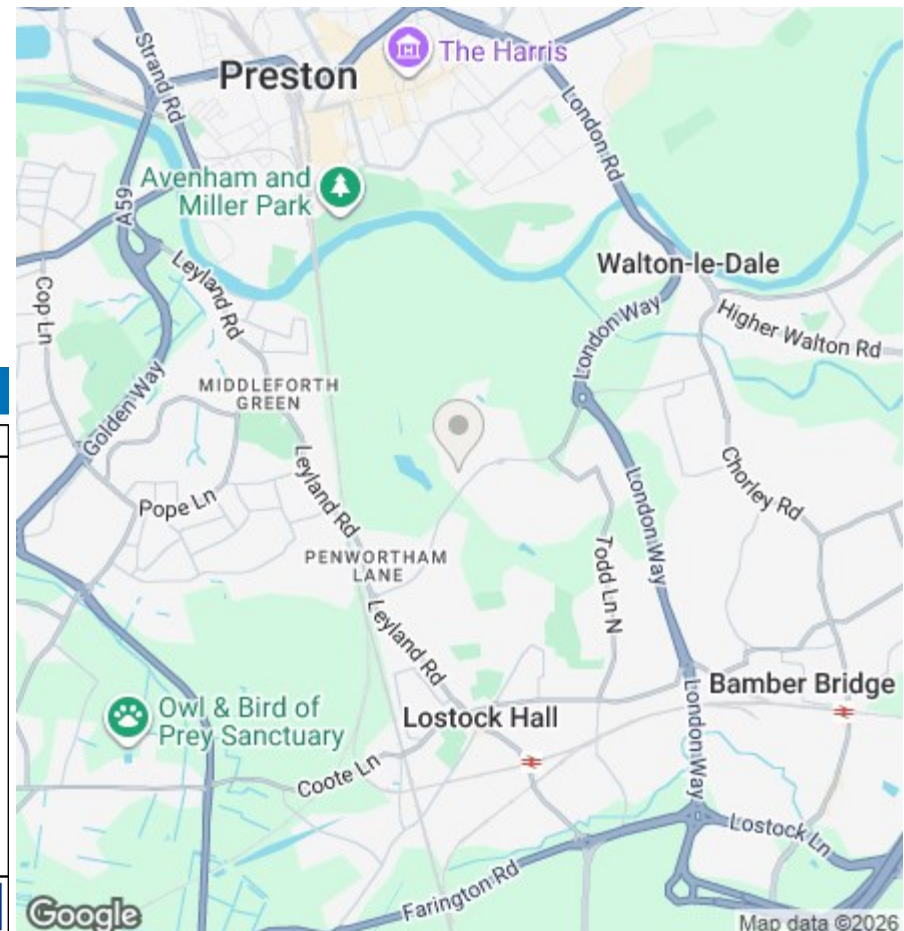 Strand Rd
Preston
The Harris
London Rd
Avenham and
Miller Park
A59
Leyland Rd
Cop Ln
Walton-le-Dale
London Way
Higher Walton Rd
MIDDLEFORTH
GREEN
Golden Way
Leyland Rd
Pope Ln
London Way
Chorley Rd
PENWORTHAM
LANE
Todd Ln N
Leyland Rd
Owl & Bird of
Prey Sanctuary
Lostock Hall
Bamber Bridge
London Way
Coote Ln
Lostock Ln
Farington Rd
Google
Map data ©2026